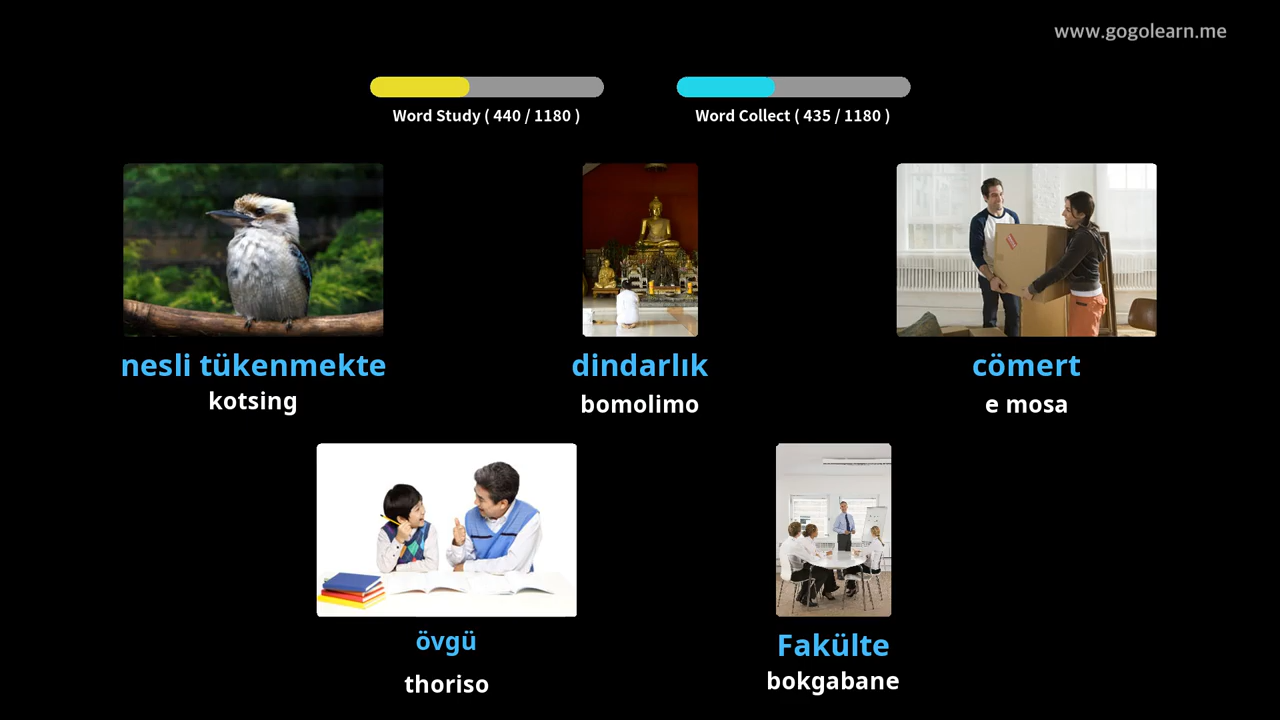 www.gogolearn.me
Word Study ( 440 / 1180 )
Word Collect ( 435 / 1180 )
nesli tükenmekte
kotsing
dindarlık
bomolimo
cömert
e mosa
övgü
thoriso
Fakülte
bokgabane